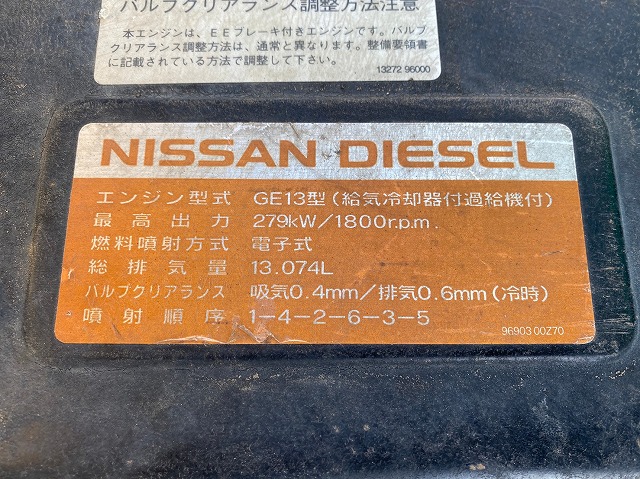 バルブクリアランス調整方法注意
本エンジンは、EEブレーキ付きエンジンです。バルブ
クリアランス調整方法は、通常と異なります。整備要領書
に記載されている方法で調整して下さい。
13272 96000
NISSAN DIESEL
エンジン型式 GE13型(給気冷却器付過給機付)
最高出力 279kW/1800r.p.m.
燃料噴射方式 電子式
総排気量 13.074L
バルブクリアランス 吸気0.4mm/排気0.6mm(冷時)
噴射順序 1-4-2-6-3-5
96903 00Z70